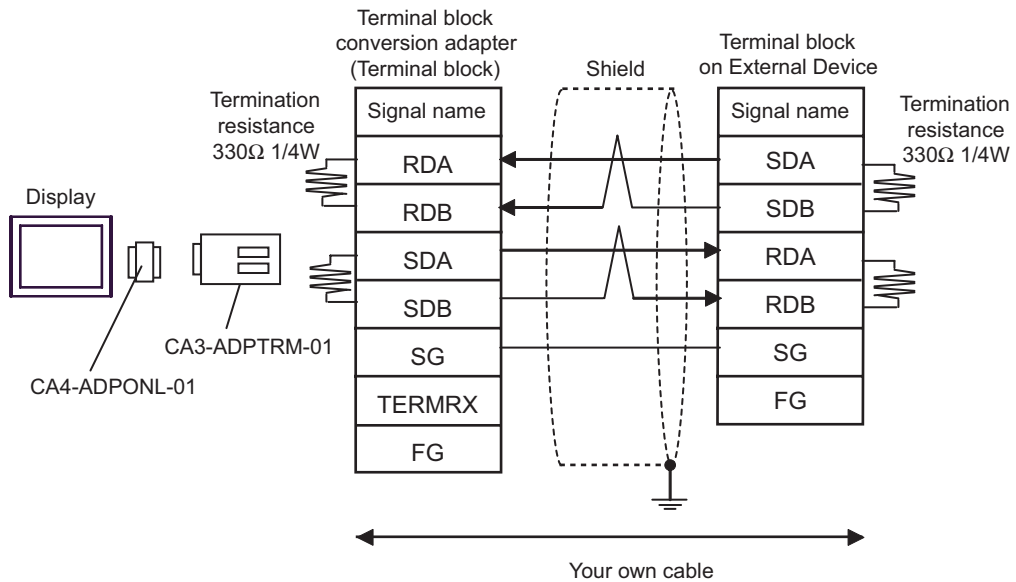 Terminal block
conversion adapter
(Terminal block)
Shield
Terminal block
on External Device
Termination
resistance
330Ω 1/4W
Signal name
RDA
RDB
SDA
SDB
SG
TERMRX
FG
Signal name
SDA
SDB
RDA
RDB
SG
FG
Termination
resistance
330Ω 1/4W
Display
CA3-ADPTRM-01
CA4-ADPONL-01
Your own cable